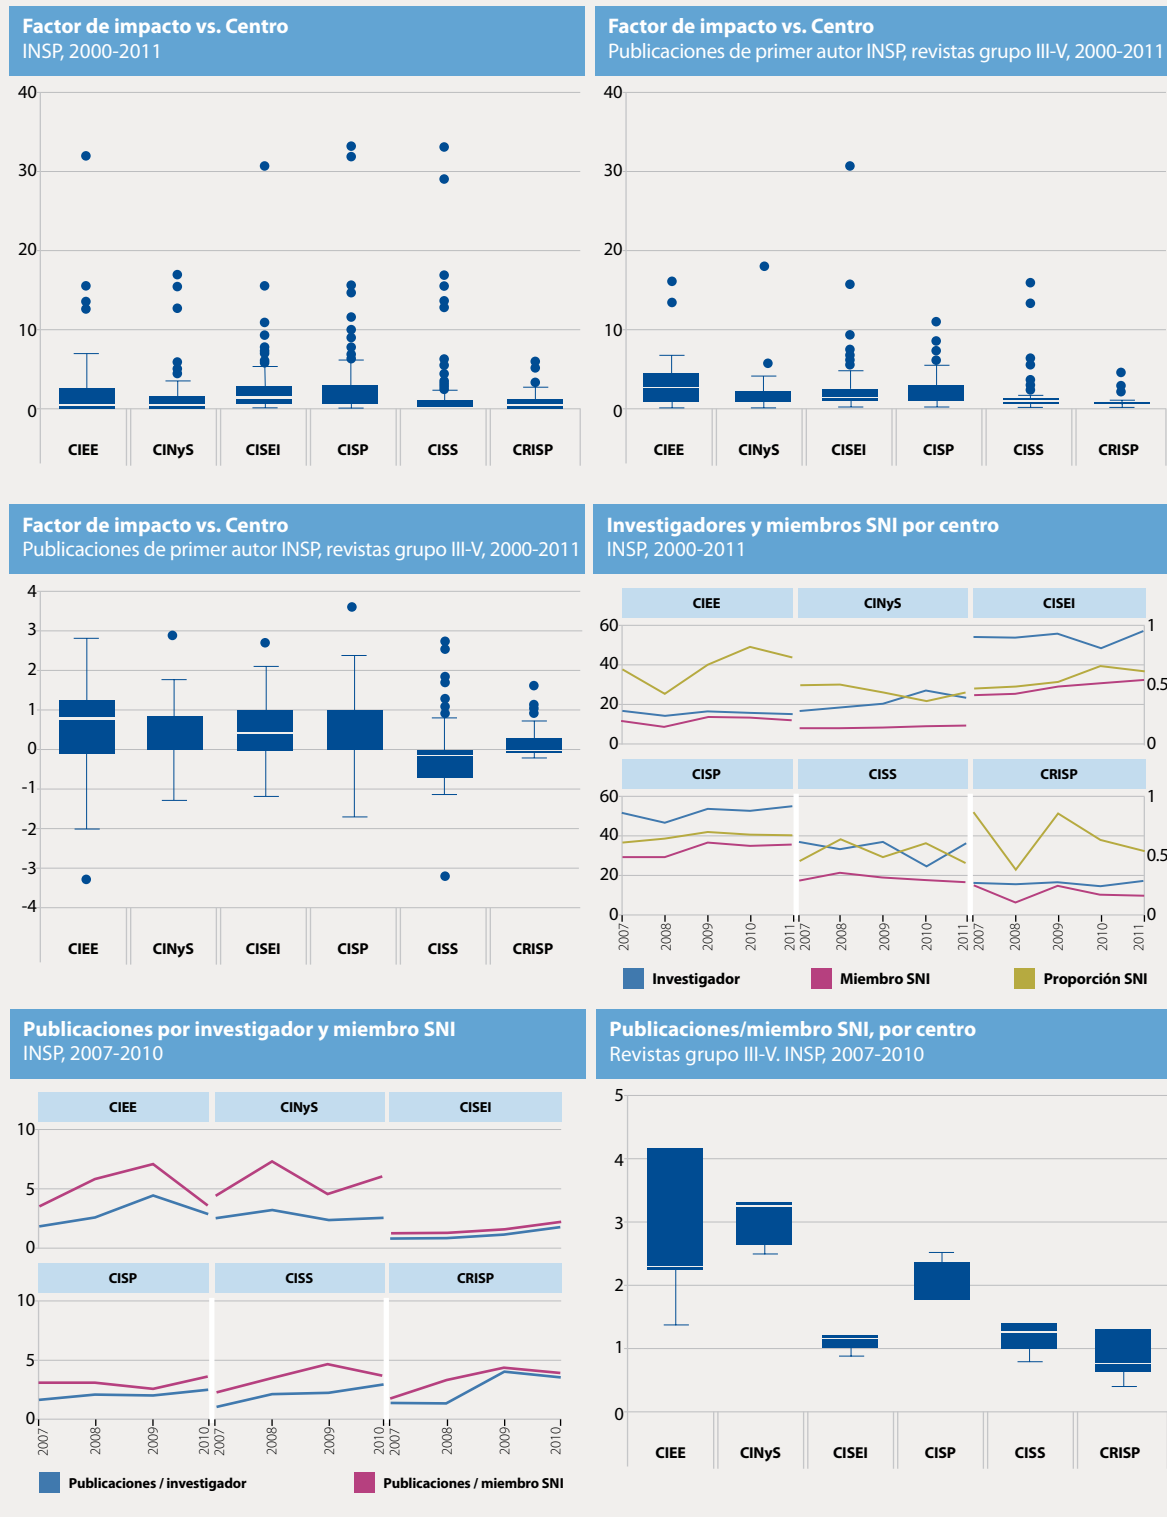 Factor de impacto vs. Centro
INSP, 2000-2011
40
30
20
10
0
CIEE CINyS CISEI CISP CISS CRISP
Factor de impacto vs. Centro
Publicaciones de primer autor INSP, revistas grupo III-V, 2000-2011
40
30
20
10
0
CIEE CINyS CISEI CISP CISS CRISP
Factor de impacto vs. Centro
Publicaciones de primer autor INSP, revistas grupo III-V, 2000-2011
4
3
2
1
0
-1
-2
-3
-4
CIEE CINyS CISEI CISP CISS CRISP
Investigadores y miembros SNI por centro
INSP, 2000-2011
CIEE CINyS CISEI
60 1
40
0.5
20
0 0
CISP CISS CRISP
60 1
40
0.5
20
0 0
2007 2008 2009 2010 2011 2007 2008 2009 2010 2011 2007 2008 2009 2010 2011
Investigador Miembro SNI Proporción SNI
Publicaciones por investigador y miembro SNI
INSP, 2007-2010
CIEE CINyS CISEI
10
5
0
CISP CISS CRISP
10
5
0
2007 2008 2009 2010 2007 2008 2009 2010 2007 2008 2009 2010
Publicaciones / investigador Publicaciones / miembro SNI
Publicaciones/miembro SNI, por centro
Revistas grupo III-V. INSP, 2007-2010
5
4
3
2
1
0
CIEE CINyS CISEI CISP CISS CRISP